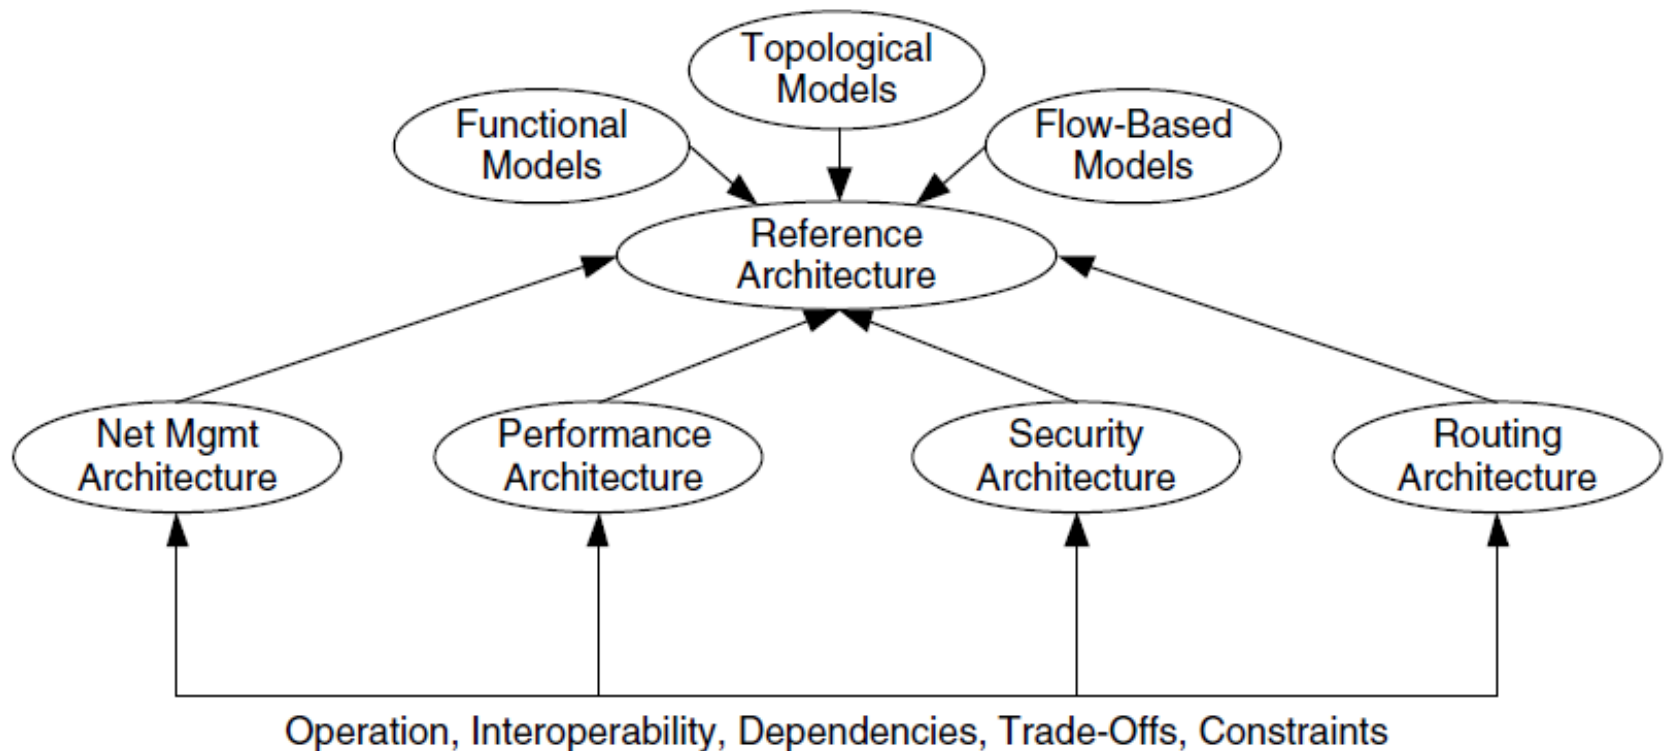 Topological
Models
Functional
Models
Flow-Based
Models
Reference
Architecture
Net Mgmt
Architecture
Performance
Architecture
Security
Architecture
Routing
Architecture
Operation, Interoperability, Dependencies, Trade-Offs, Constraints